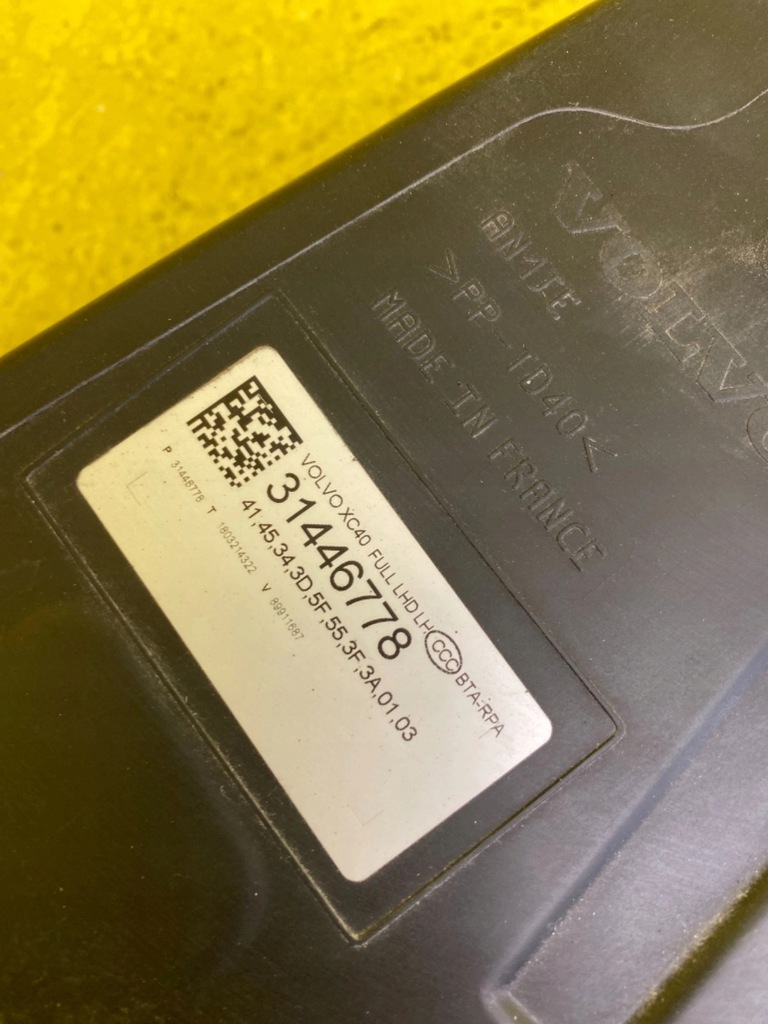 VOLVO
AN1JE
>PP-TD40<
MADE IN FRANCE
VOLVO XC40 FULL LHD LH CCC BTA-RPA
31446778
41,45,34,3D,5F,55,3F,3A,01,03
P 31446778 T 1803214322 V 89911687